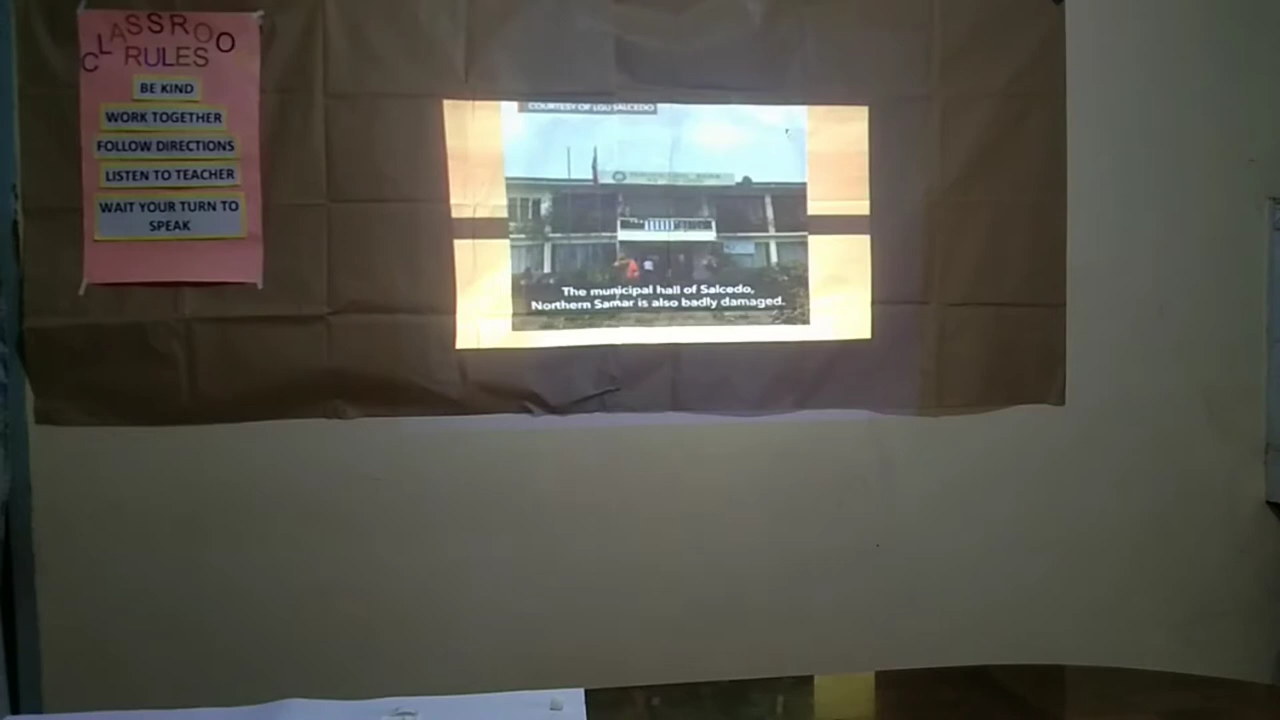 CLASSROO
RULES
BE KIND
WORK TOGETHER
FOLLOW DIRECTIONS
LISTEN TO TEACHER
WAIT YOUR TURN TO
SPEAK
COURTESY OF LGU SALCEDO
The municipal hall of Salcedo,
Northern Samar is also badly damaged.